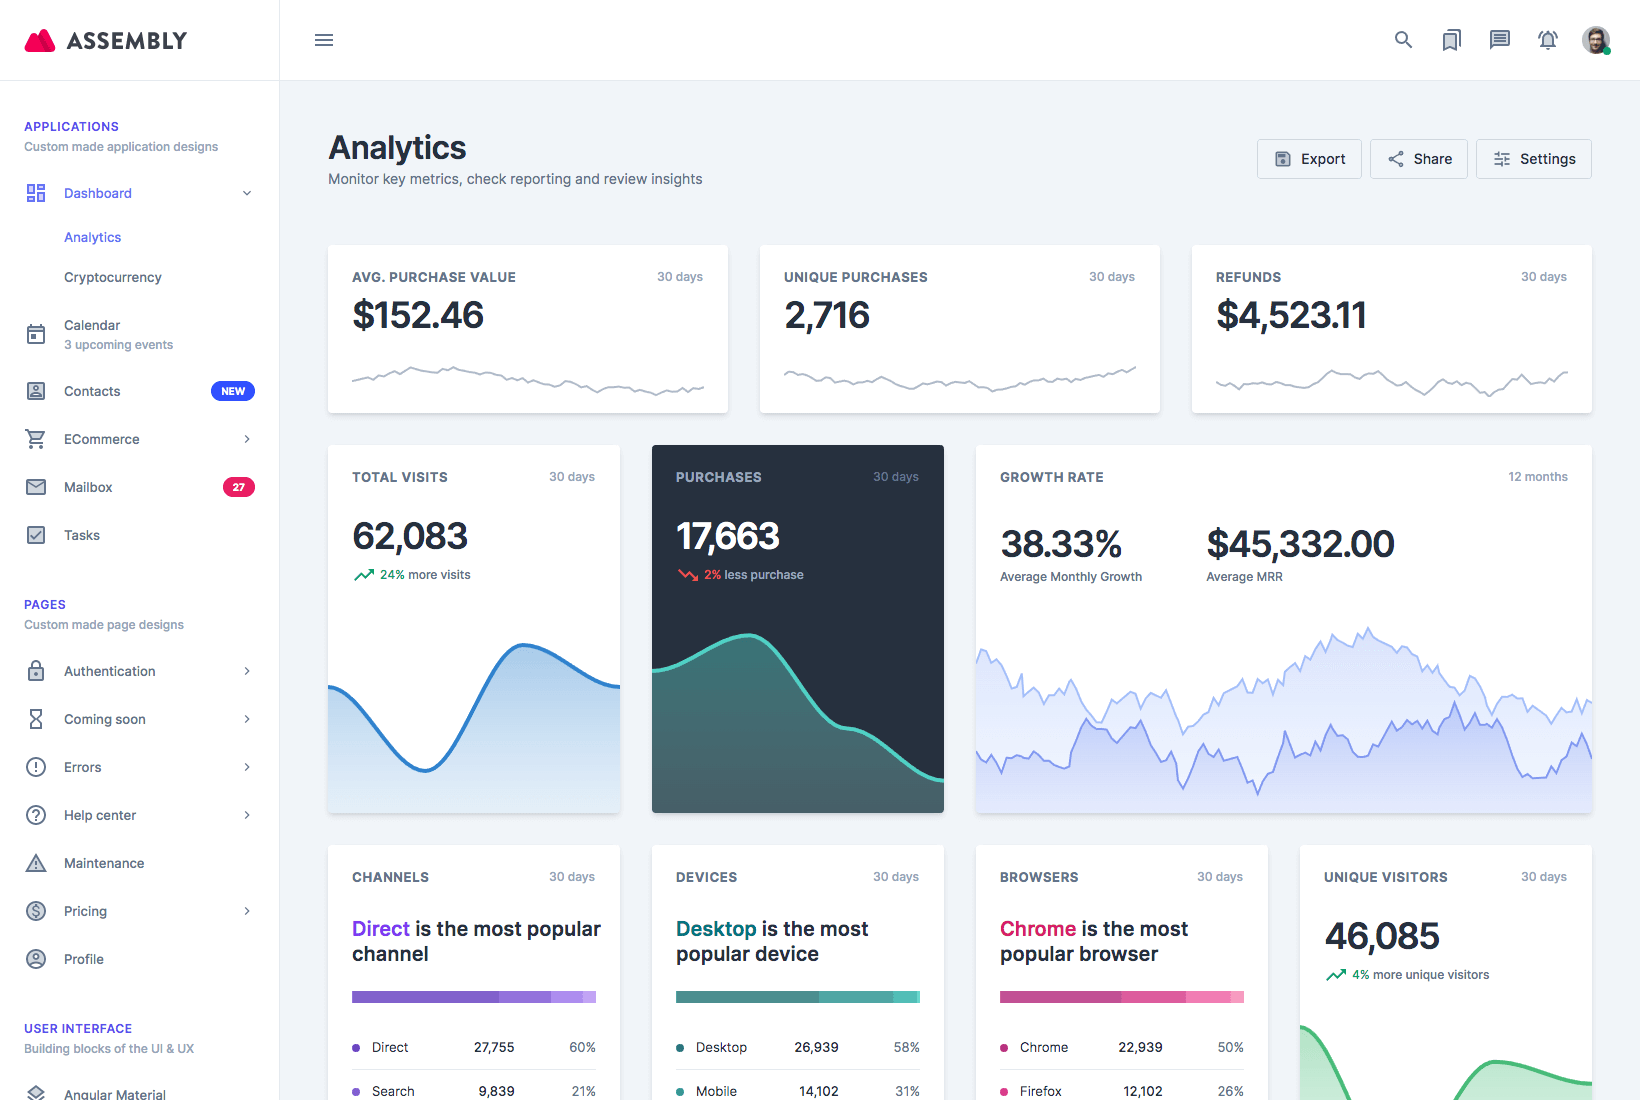 ASSEMBLY
APPLICATIONS
Custom made application designs
Dashboard
Analytics
Cryptocurrency
Calendar
3 upcoming events
Contacts NEW
ECommerce
Mailbox 27
Tasks
PAGES
Custom made page designs
Authentication
Coming soon
Errors
Help center
Maintenance
Pricing
Profile
USER INTERFACE
Building blocks of the UI & UX
Angular Material
Analytics
Monitor key metrics, check reporting and review insights
Export
Share
Settings
AVG. PURCHASE VALUE 30 days
$152.46
UNIQUE PURCHASES 30 days
2,716
REFUNDS 30 days
$4,523.11
TOTAL VISITS 30 days
62,083
24% more visits
PURCHASES 30 days
17,663
2% less purchase
GROWTH RATE 12 months
38.33% $45,332.00
Average Monthly Growth Average MRR
CHANNELS 30 days
Direct is the most popular
channel
Direct 27,755 60%
Search 9,839 21%
DEVICES 30 days
Desktop is the most
popular device
Desktop 26,939 58%
Mobile 14,102 31%
BROWSERS 30 days
Chrome is the most
popular browser
Chrome 22,939 50%
Firefox 12,102 26%
UNIQUE VISITORS 30 days
46,085
4% more unique visitors